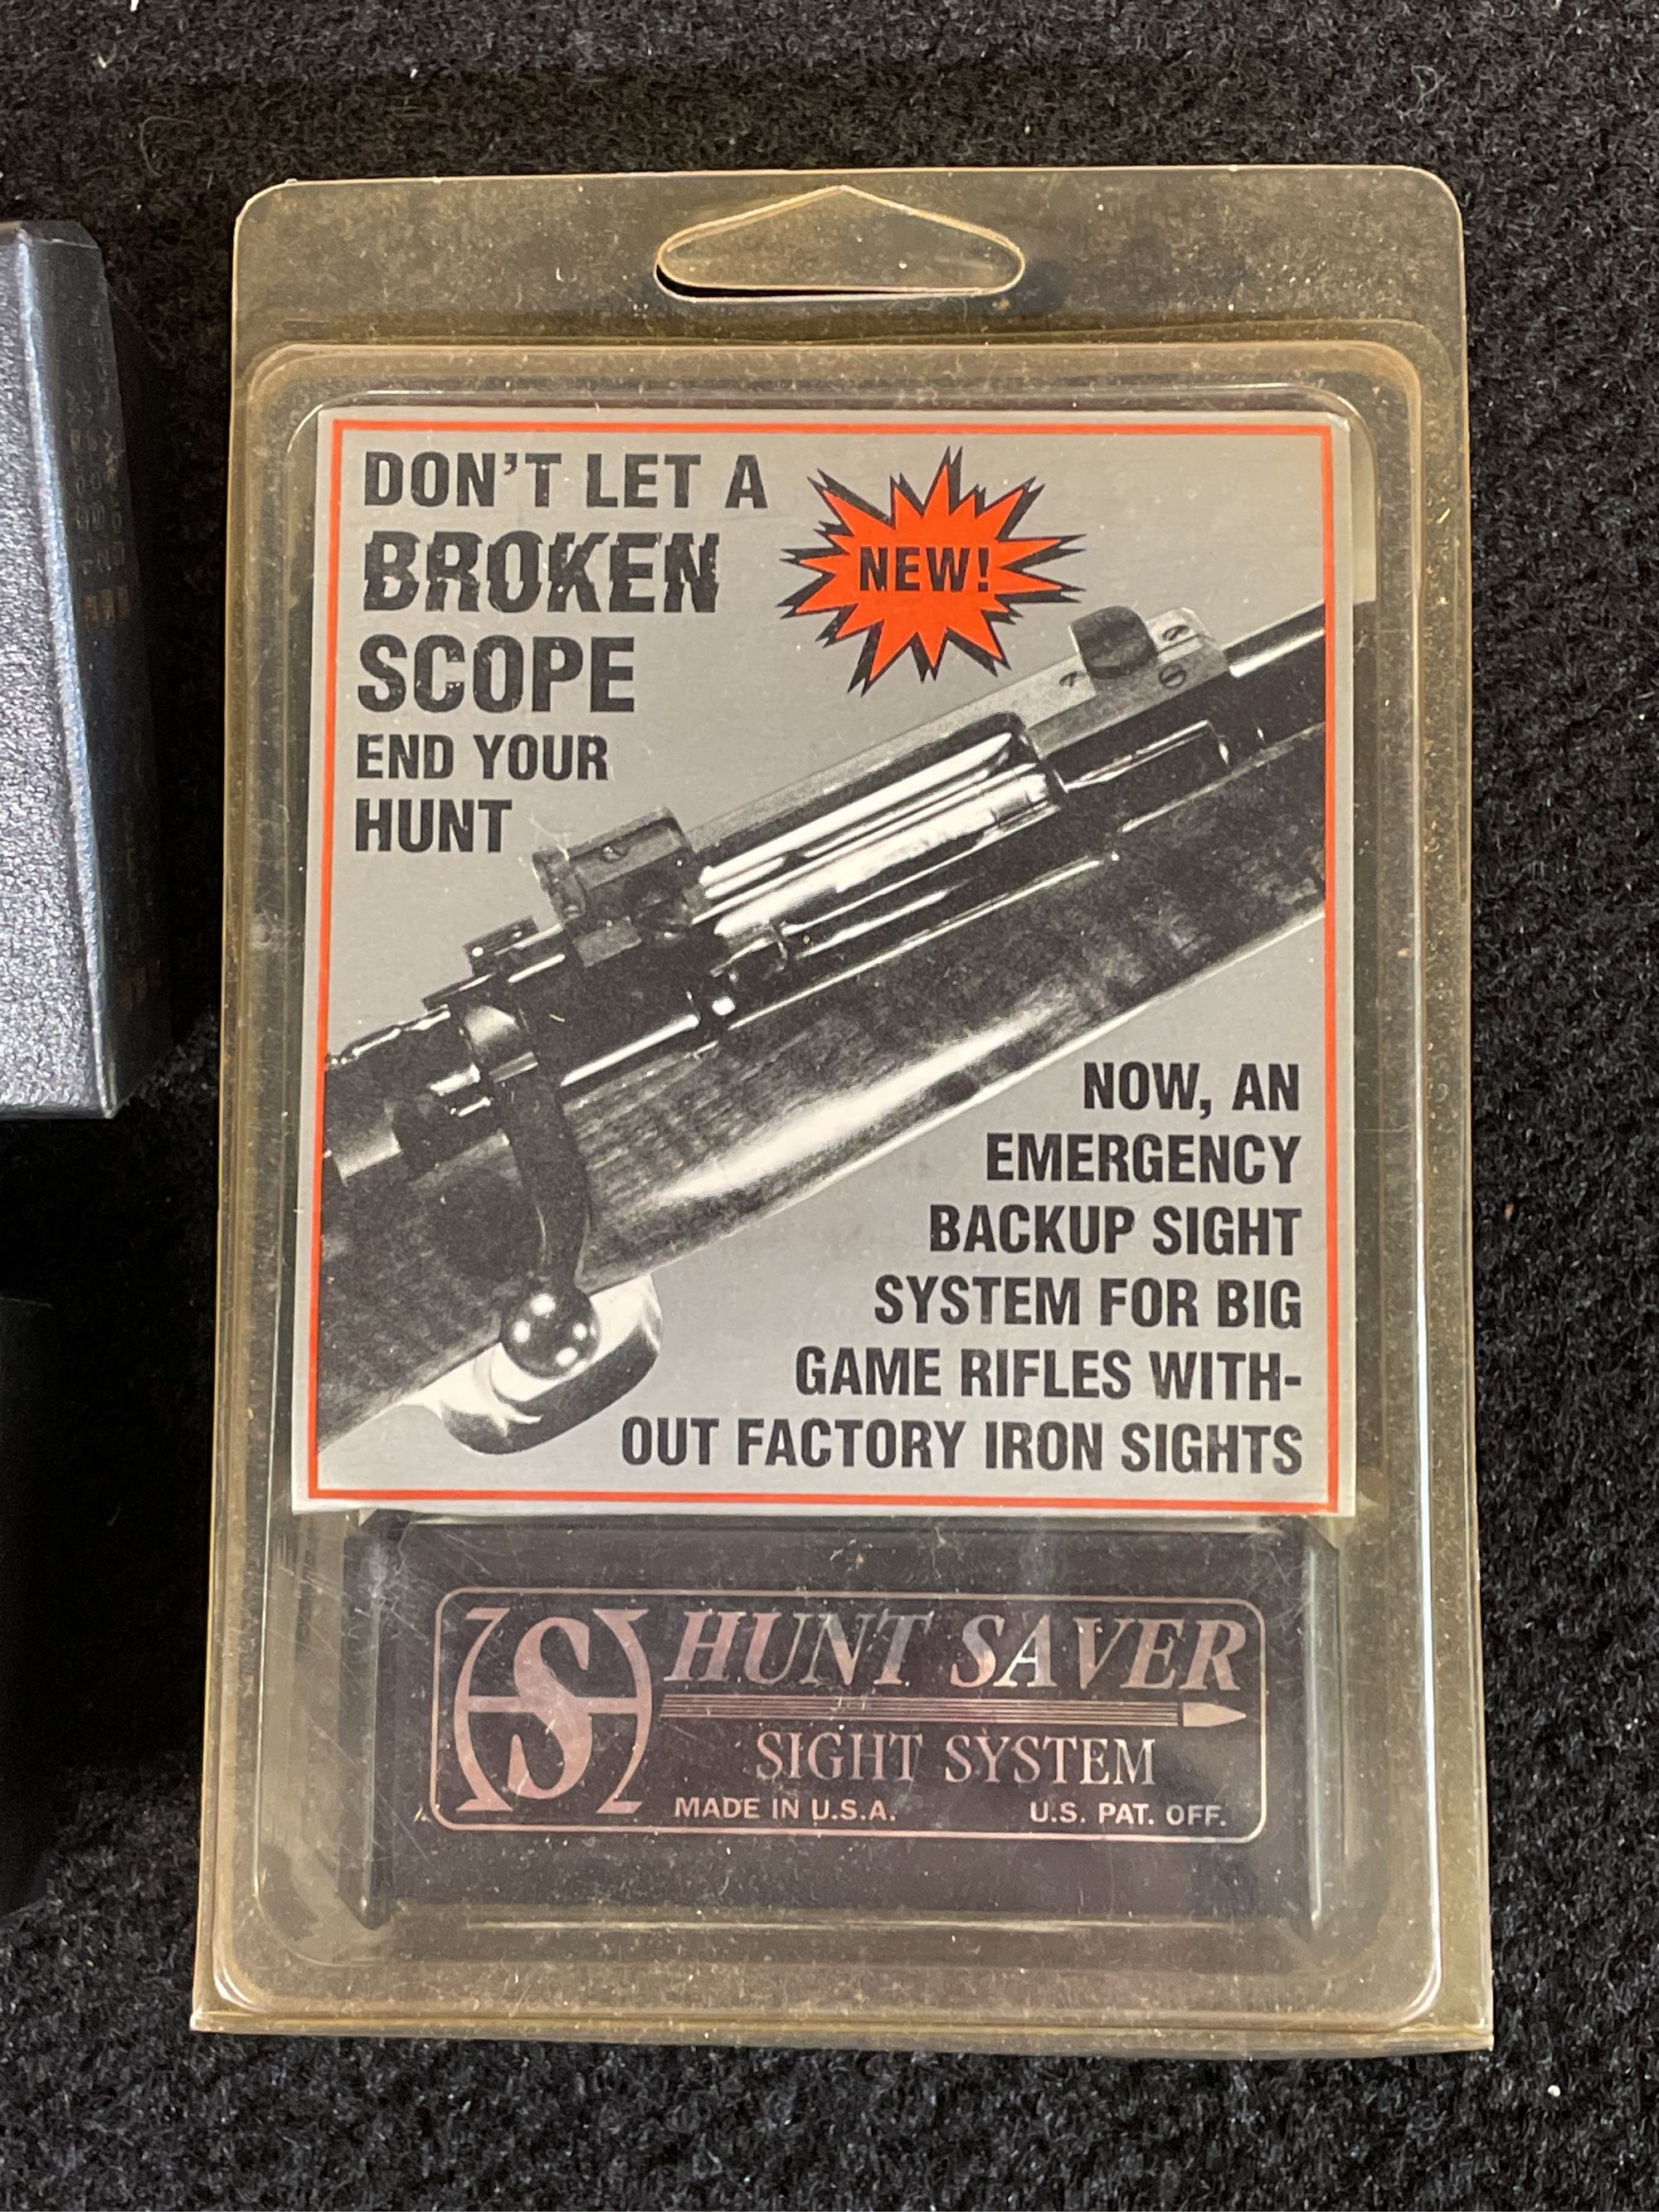 DON'T LET A
BROKEN
SCOPE
END YOUR
HUNT
NEW!
NOW, AN
EMERGENCY
BACKUP SIGHT
SYSTEM FOR BIG
GAME RIFLES WITH-
OUT FACTORY IRON SIGHTS
HS HUNT SAVER
SIGHT SYSTEM
MADE IN U.S.A. U.S. PAT. OFF.